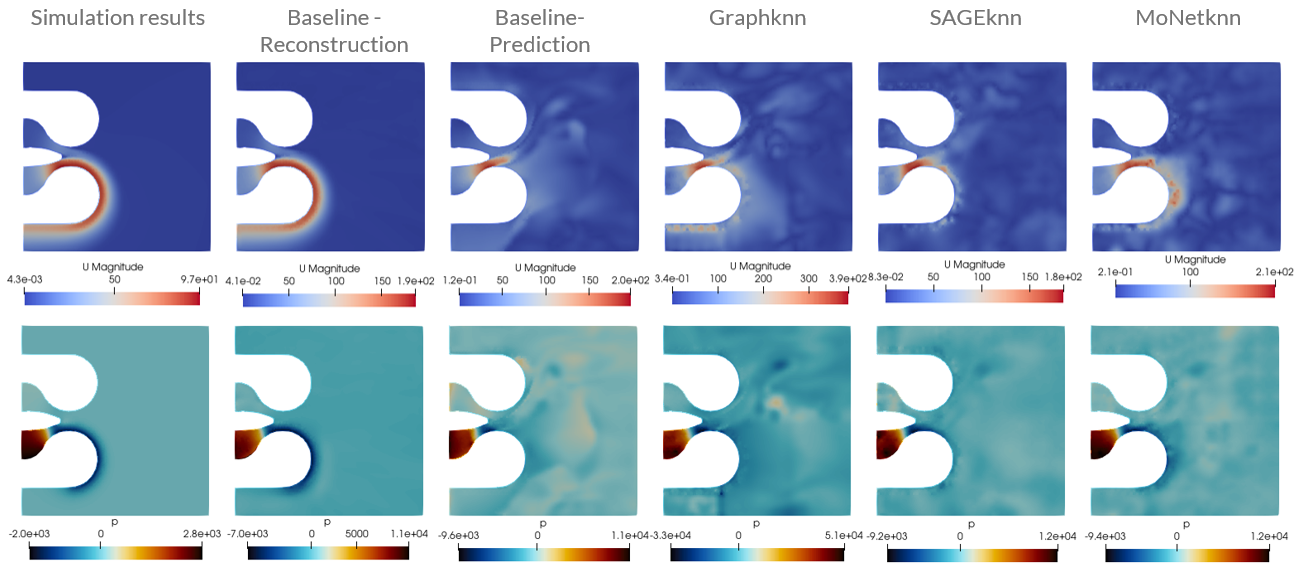 Simulation results
Baseline -
Reconstruction
Baseline-
Prediction
Graphknn
SAGEknn
MoNetknn
U Magnitude
4.3e-03 50 9.7e+01
U Magnitude
4.1e-02 50 100 150 1.9e+02
U Magnitude
1.2e-01 50 100 150 2.0e+02
U Magnitude
3.4e-01 100 200 300 3.9e+02
U Magnitude
8.3e-02 50 100 150 1.8e+02
U Magnitude
2.1e-01 100 2.1e+02
p
-2.0e+03 0 2.8e+03
p
-7.0e+03 0 5000 1.1e+04
p
-9.6e+03 0 1.1e+04
p
-3.3e+04 0 5.1e+04
p
-9.2e+03 0 1.2e+04
p
-9.4e+03 0 1.2e+04